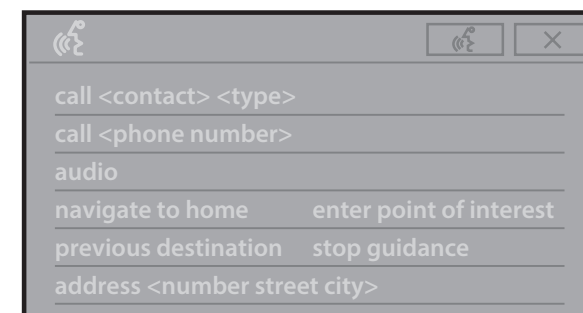 call <contact> <type>
call <phone number>
audio
navigate to home enter point of interest
previous destination stop guidance
address <number street city>